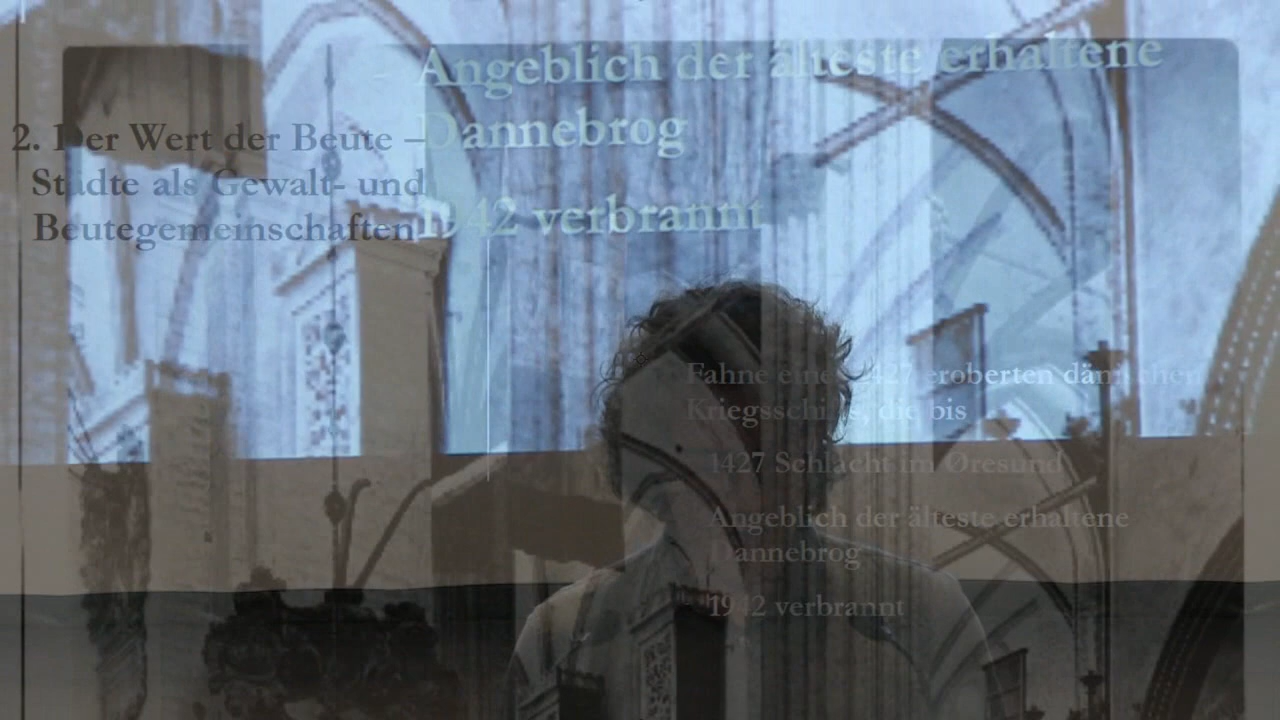 Angeblich der älteste erhaltene
Dannebrog
1942 verbrannt
2. Der Wert der Beute –
Städte als Gewalt- und
Beutegemeinschaften
Fahne eines 1427 eroberten dänischen
Kriegsschiffs, die bis
1427 Schlacht im Øresund
Angeblich der älteste erhaltene
Dannebrog
1942 verbrannt